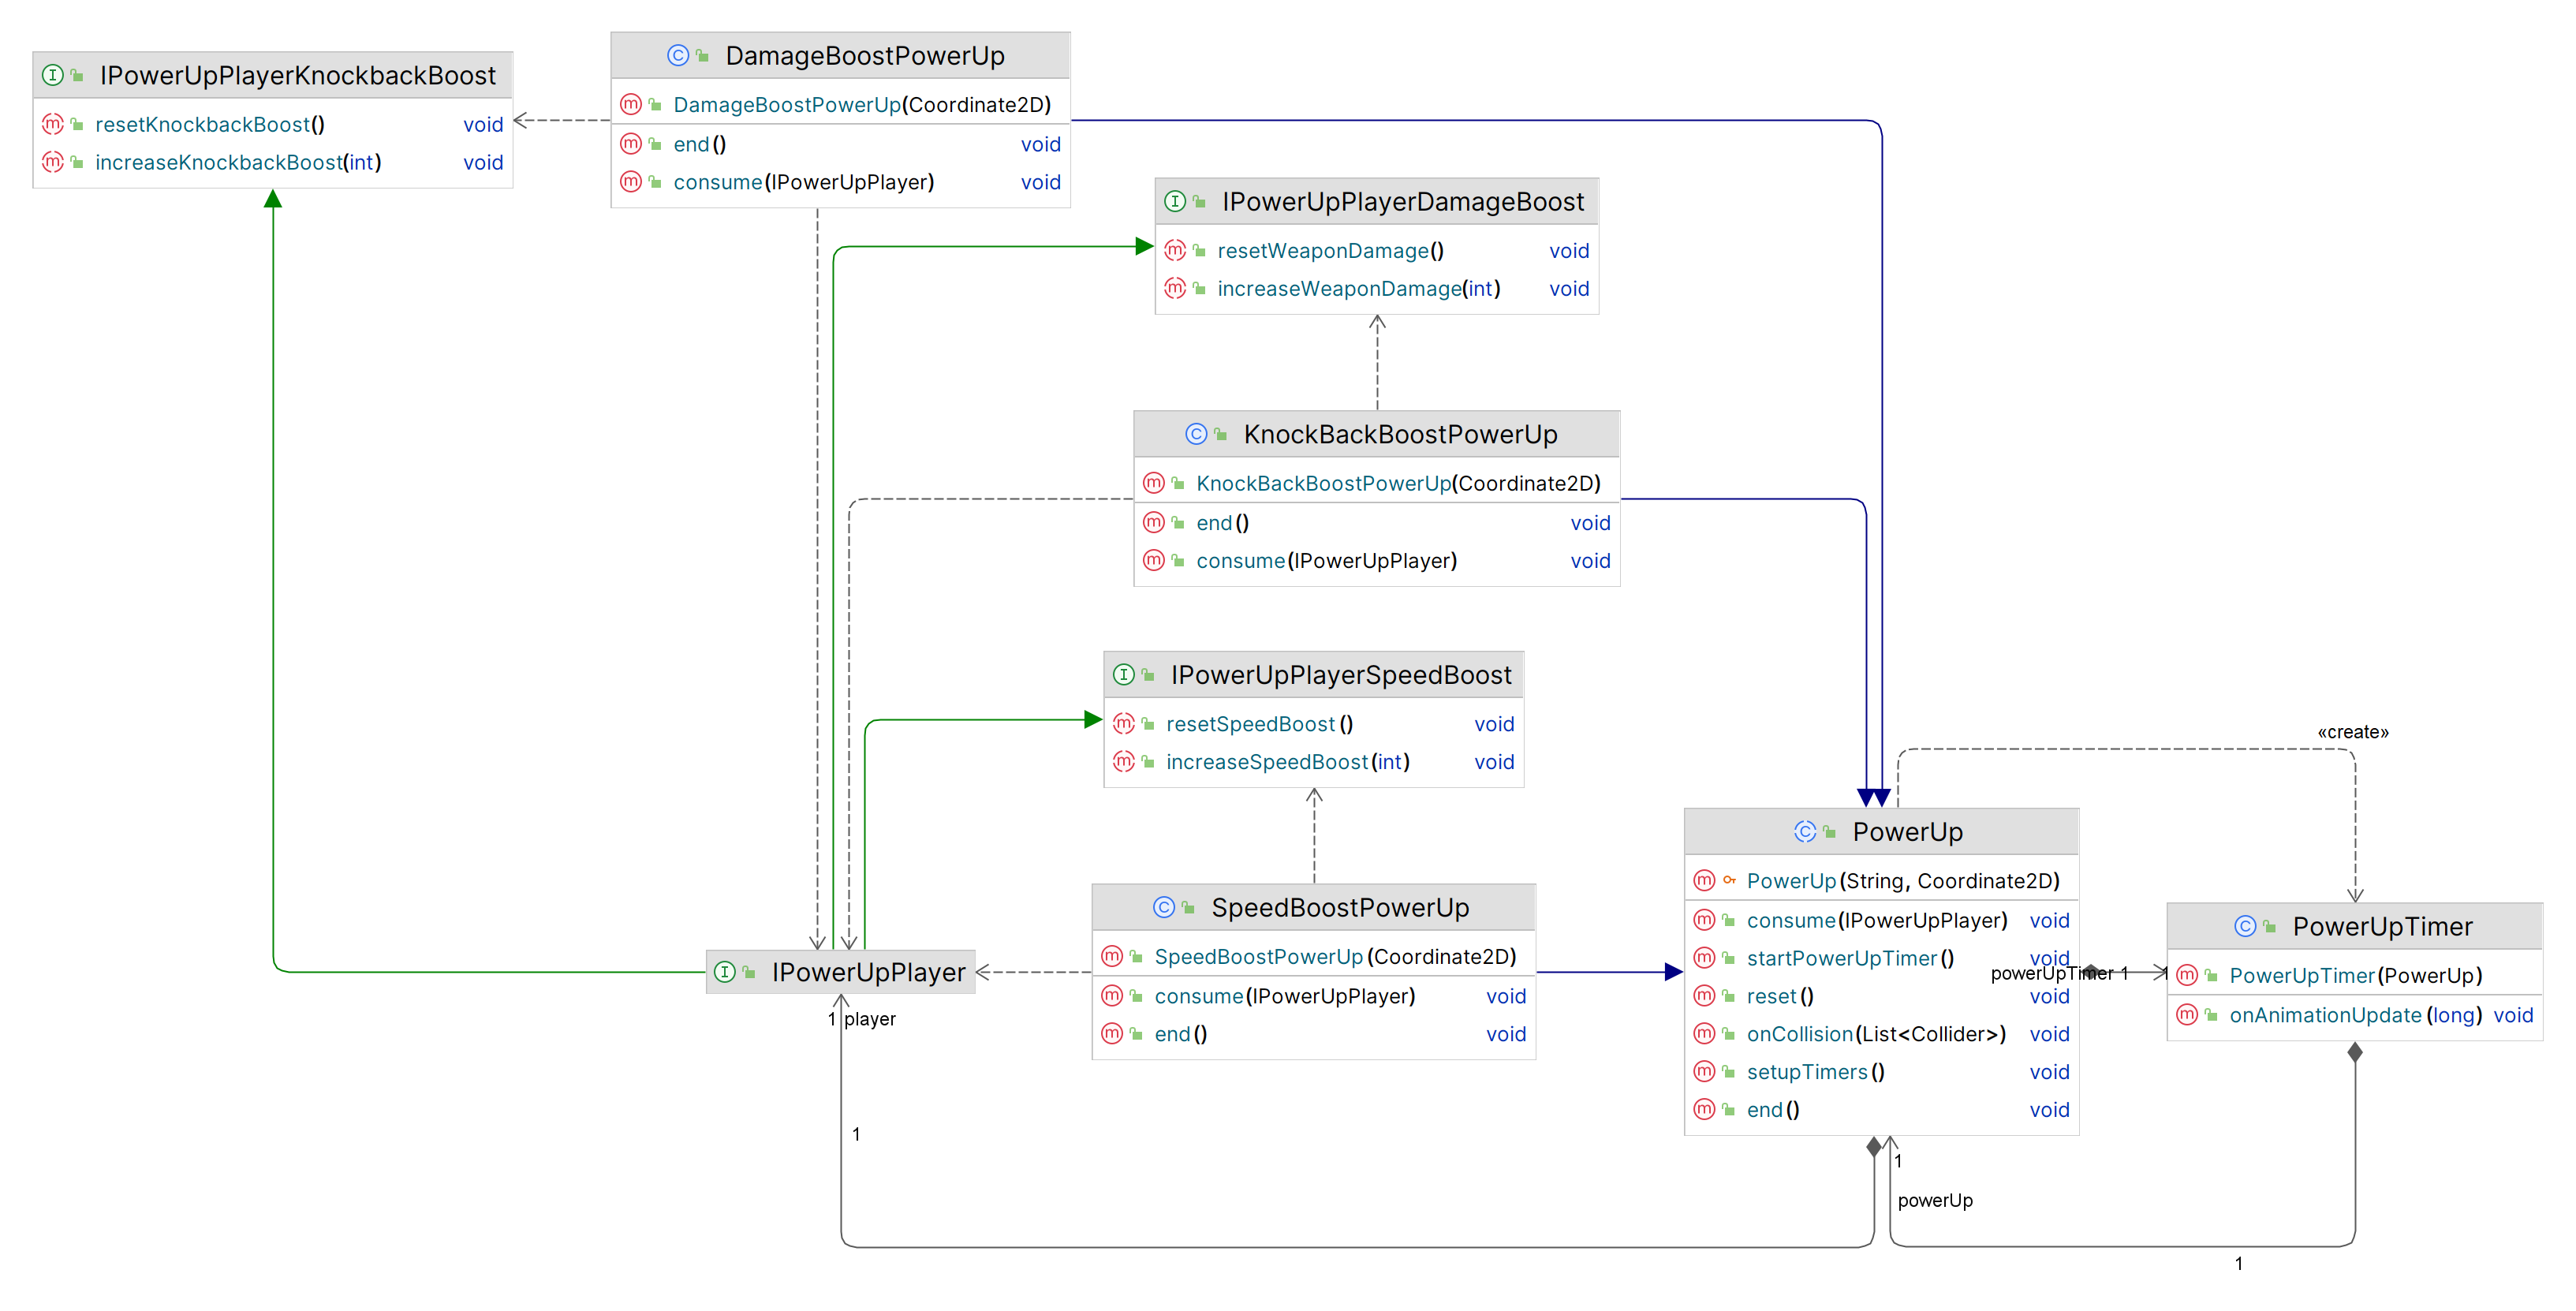 IPowerUpPlayerKnockbackBoost
resetKnockbackBoost() void
increaseKnockbackBoost(int) void
DamageBoostPowerUp
DamageBoostPowerUp(Coordinate2D)
end() void
consume(IPowerUpPlayer) void
IPowerUpPlayerDamageBoost
resetWeaponDamage() void
increaseWeaponDamage(int) void
KnockBackBoostPowerUp
KnockBackBoostPowerUp(Coordinate2D)
end() void
consume(IPowerUpPlayer) void
IPowerUpPlayerSpeedBoost
resetSpeedBoost() void
increaseSpeedBoost(int) void
SpeedBoostPowerUp
SpeedBoostPowerUp(Coordinate2D)
consume(IPowerUpPlayer) void
end() void
IPowerUpPlayer
1 player
1
«create»
PowerUp
PowerUp(String, Coordinate2D)
consume(IPowerUpPlayer) void
startPowerUpTimer() void
reset() void
onCollision(List<Collider>) void
setupTimers() void
end() void
powerUpTimer 1
1
PowerUpTimer
PowerUpTimer(PowerUp)
onAnimationUpdate(long) void
1
powerUp
1